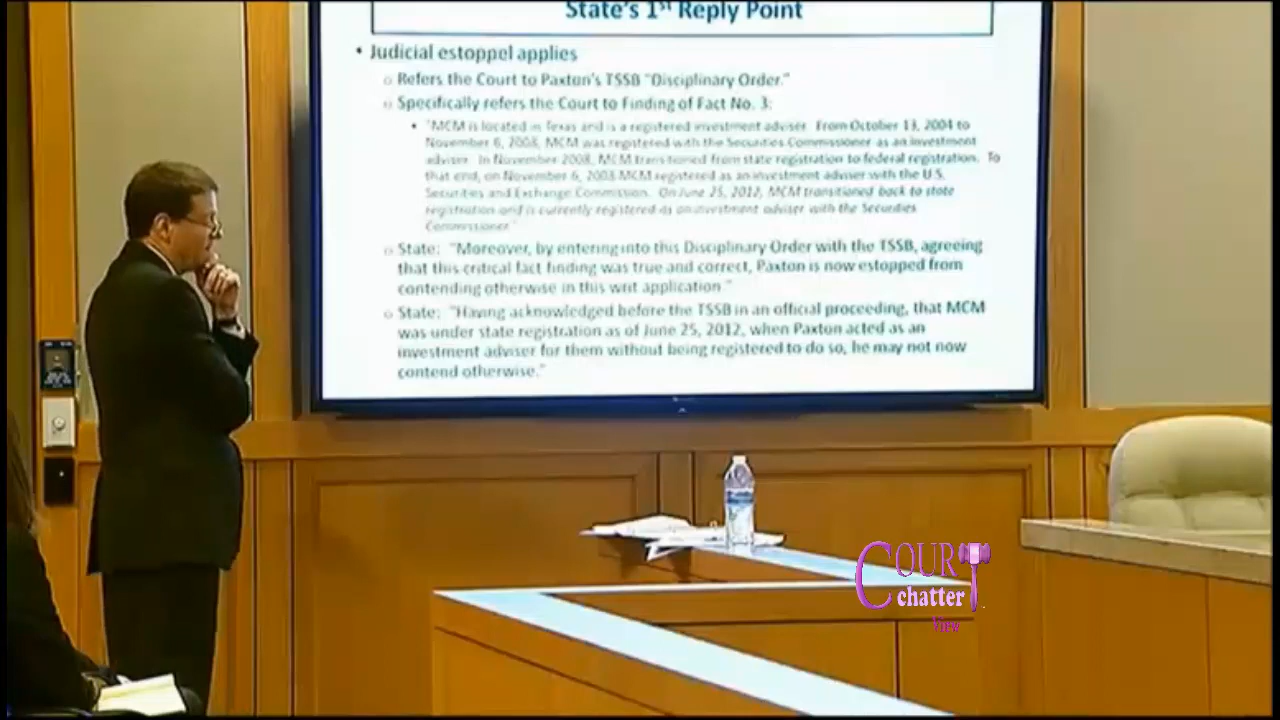 State's 1st Reply Point
• Judicial estoppel applies
o Refers the Court to Paxton's TSSB "Disciplinary Order."
o Specifically refers the Court to Finding of Fact No. 3:
• "MCM is located in Texas and is a registered investment adviser. From October 13, 2004 to
November 6, 2008, MCM was registered with the Securities Commissioner as an investment
adviser. In November 2008, MCM transitioned from state registration to federal registration. To
that end, on November 6, 2008 MCM registered as an investment adviser with the U.S.
Securities and Exchange Commission. On June 25, 2012, MCM transitioned back to state
registration and is currently registered as an investment adviser with the Securities
Commissioner."
o State: "Moreover, by entering into this Disciplinary Order with the TSSB, agreeing
that this critical fact finding was true and correct, Paxton is now estopped from
contending otherwise in this writ application."
o State: "Having acknowledged before the TSSB in an official proceeding, that MCM
was under state registration as of June 25, 2012, when Paxton acted as an
investment adviser for them without being registered to do so, he may not now
contend otherwise."
COURT
chatter
View